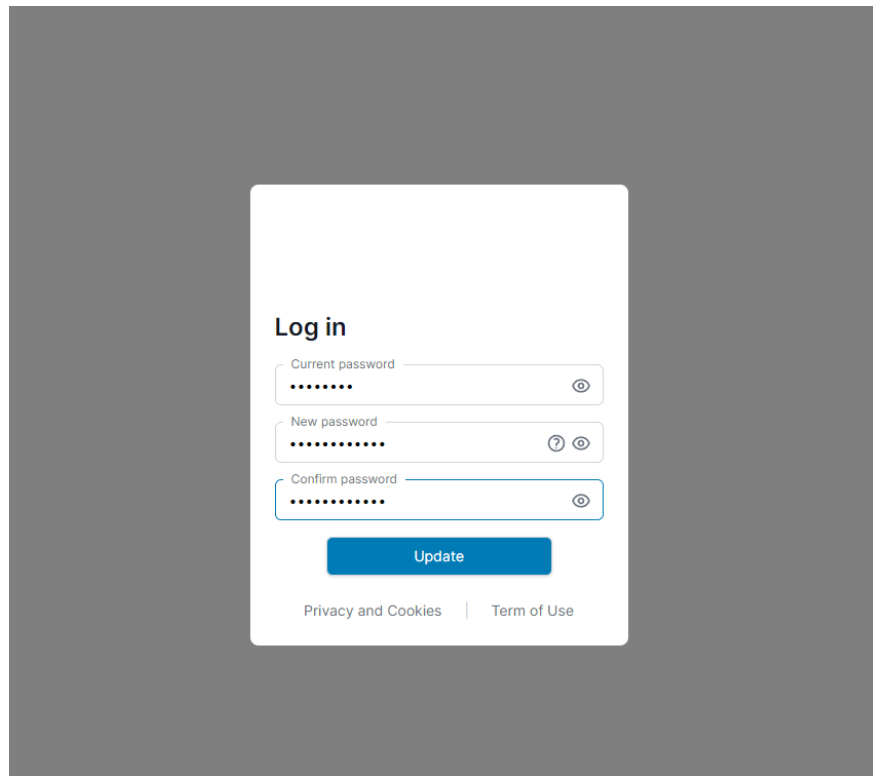 Log in
Current password
••••••••
New password
••••••••••••
Confirm password
••••••••••••
Update
Privacy and Cookies | Term of Use